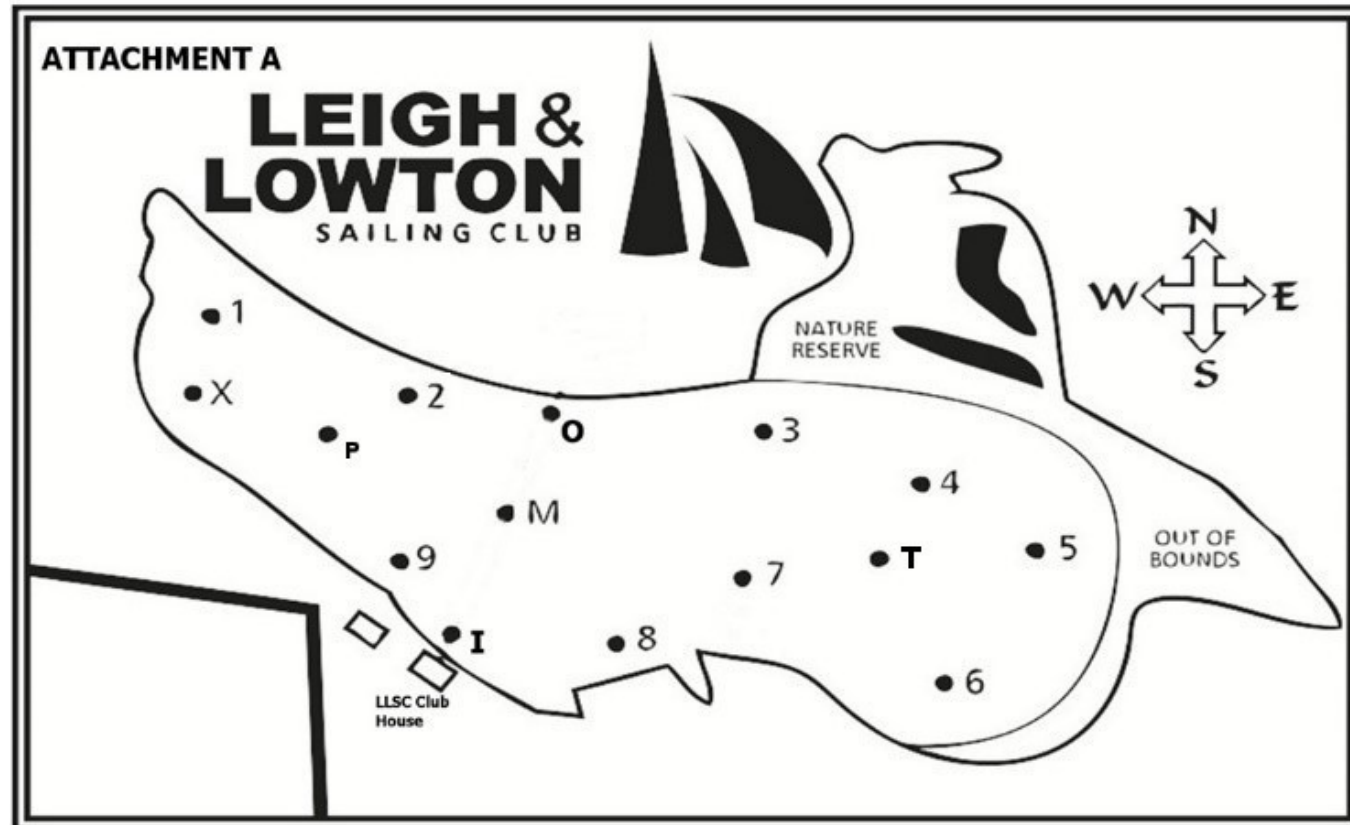 ATTACHMENT A
LEIGH &
LOWTON
SAILING CLUB
N
W E
S
NATURE
RESERVE
1
X
2
P
O
3
4
M
9
7
T
5
OUT OF
BOUNDS
I
8
6
LLSC Club
House